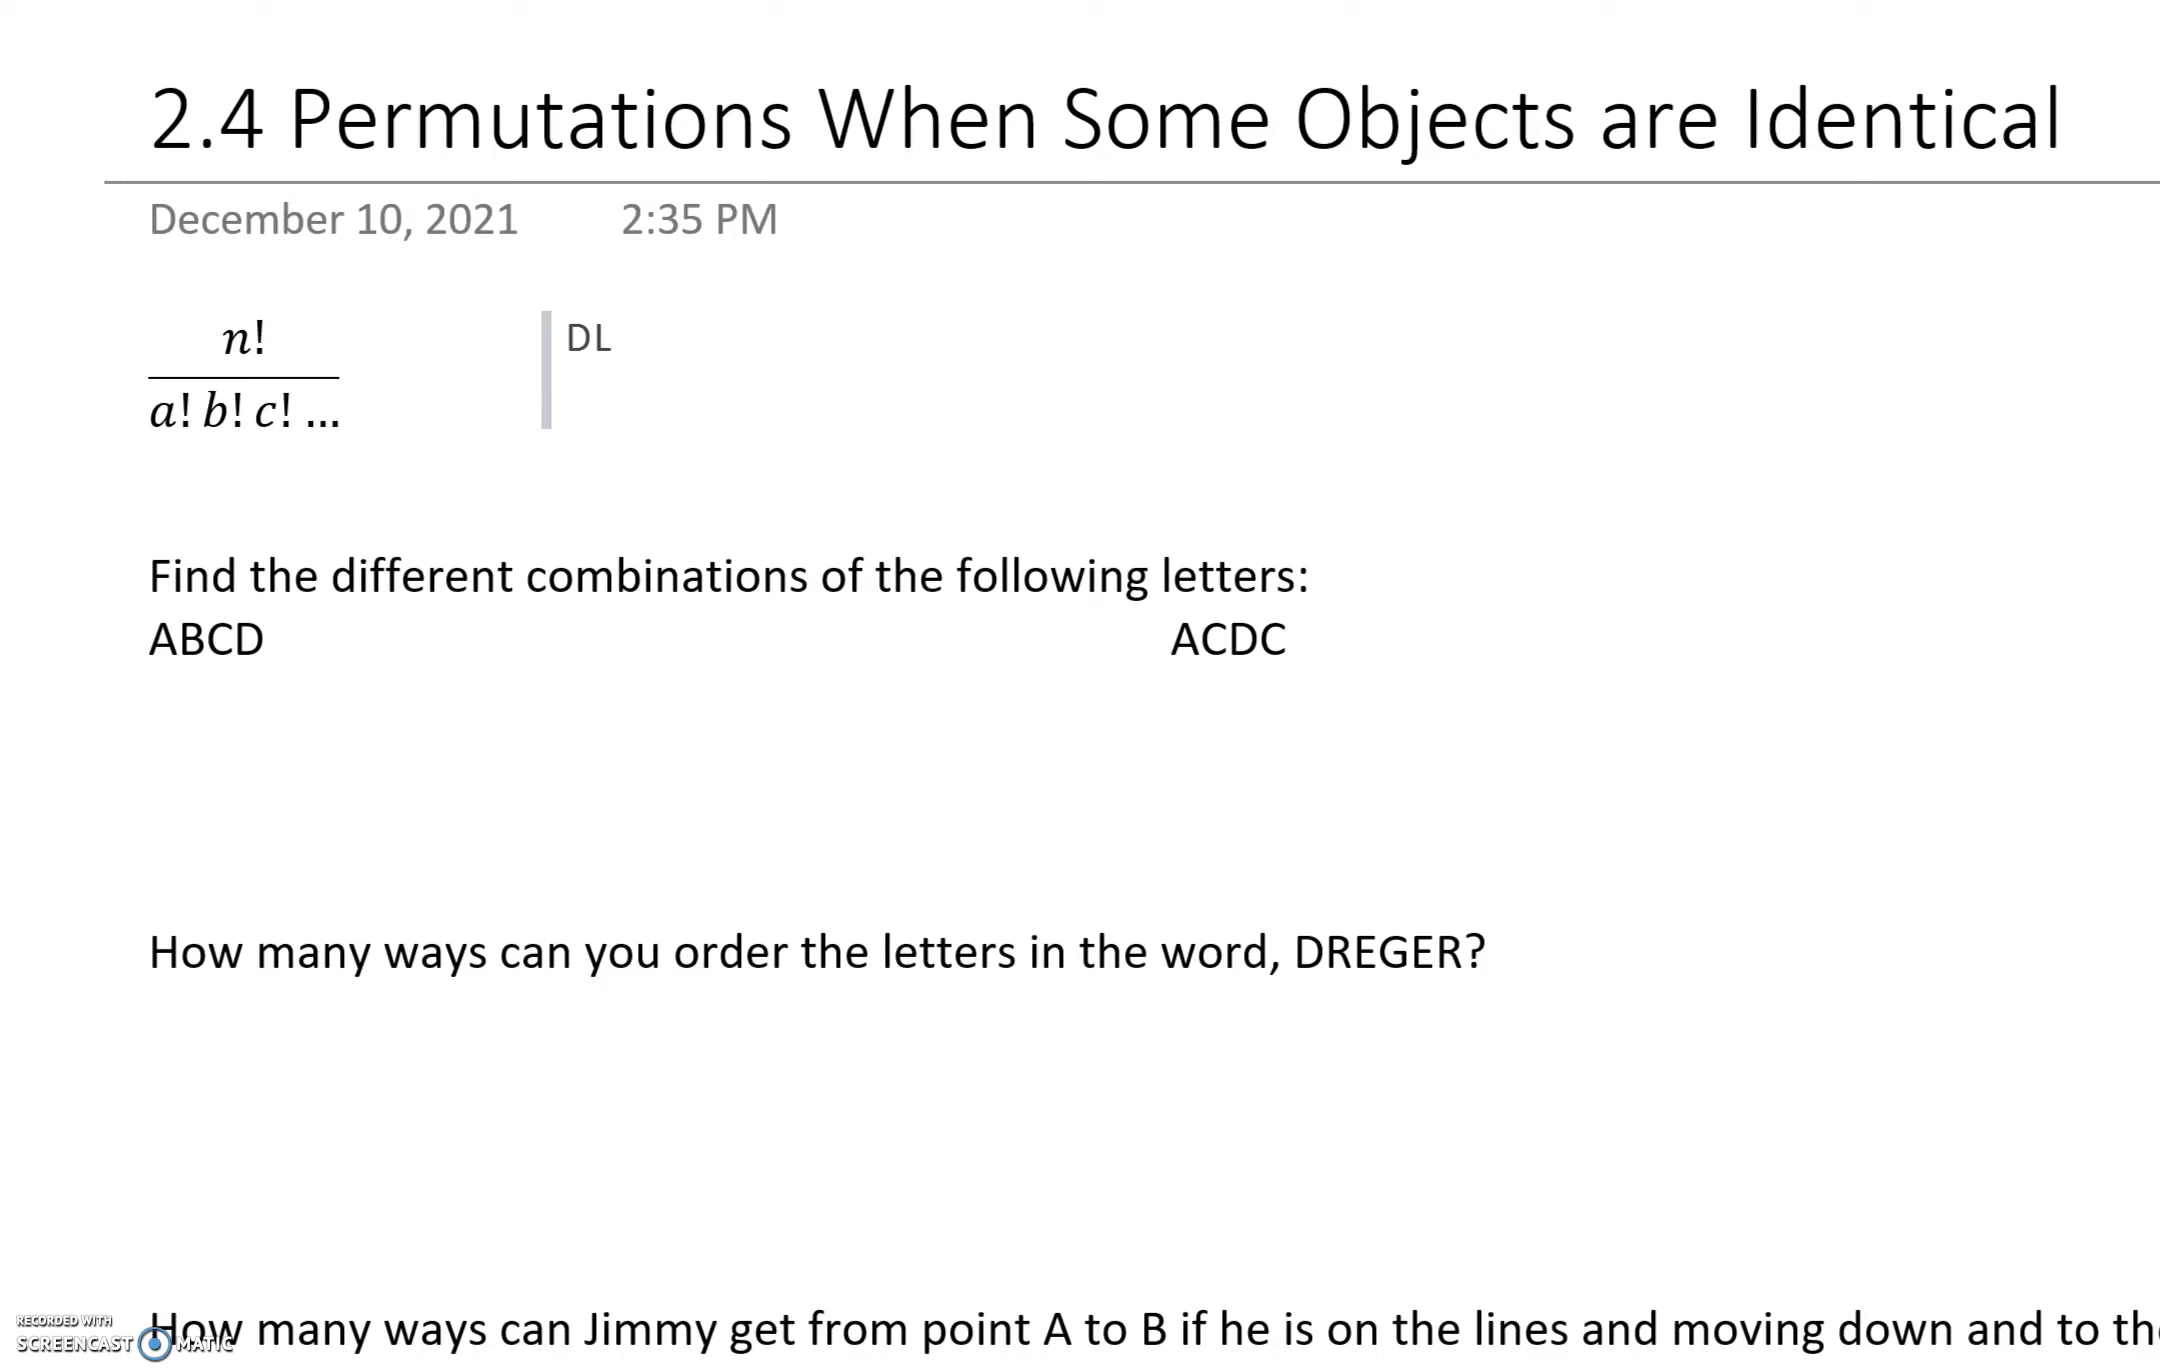 2.4 Permutations When Some Objects are Identical
December 10, 2021 2:35 PM
n!
a! b! c! ...
DL
Find the different combinations of the following letters:
ABCD ACDC
How many ways can you order the letters in the word, DREGER?
How many ways can Jimmy get from point A to B if he is on the lines and moving down and to
RECORDED WITH
SCREENCAST MATIC